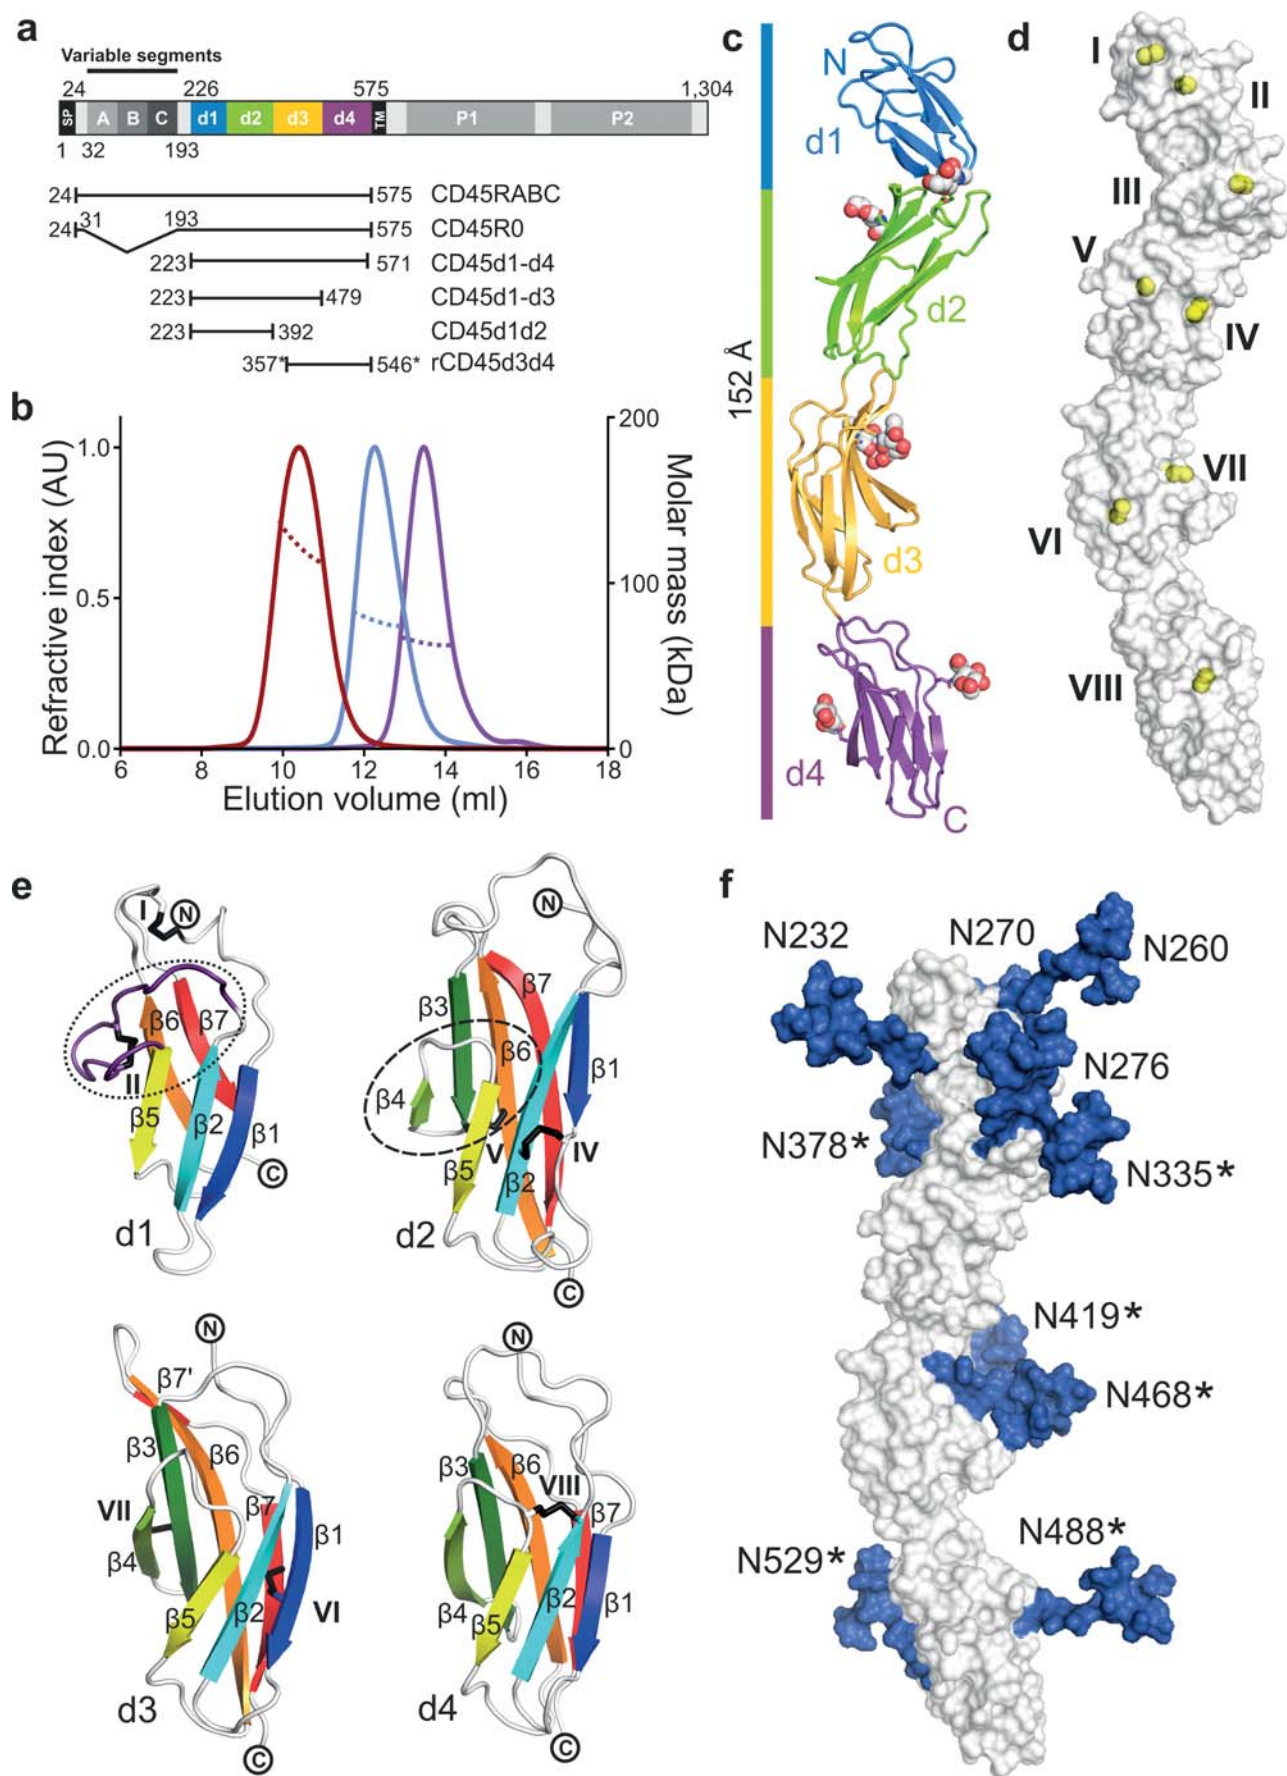 a
Variable segments
24 226 575 1,304
SP A B C d1 d2 d3 d4 TM P1 P2
1 32 193
24 575 CD45RABC
24 31 193 575 CD45R0
223 571 CD45d1-d4
223 479 CD45d1-d3
223 392 CD45d1d2
357* 546* rCD45d3d4
b
Refractive index (AU)
1.0
0.5
0.0
200
100
0
Molar mass (kDa)
6 8 10 12 14 16 18
Elution volume (ml)
c
152 Å
N
d1
d2
d3
d4
C
d
I
II
III
V
IV
VII
VI
VIII
e
I N
β6 β7
II
β5 β2 β1
C
d1
N
β7
β3
β6 β1
β4
V IV
β5 β2
d2
C
N
β7'
β3 β6
VII β7 β1
β4
β5 β2 VI
d3
C
N
β3 β6 VIII
β7
β4 β5 β2 β1
d4
C
f
N232 N270 N260
N276
N378* N335*
N419*
N468*
N488*
N529*